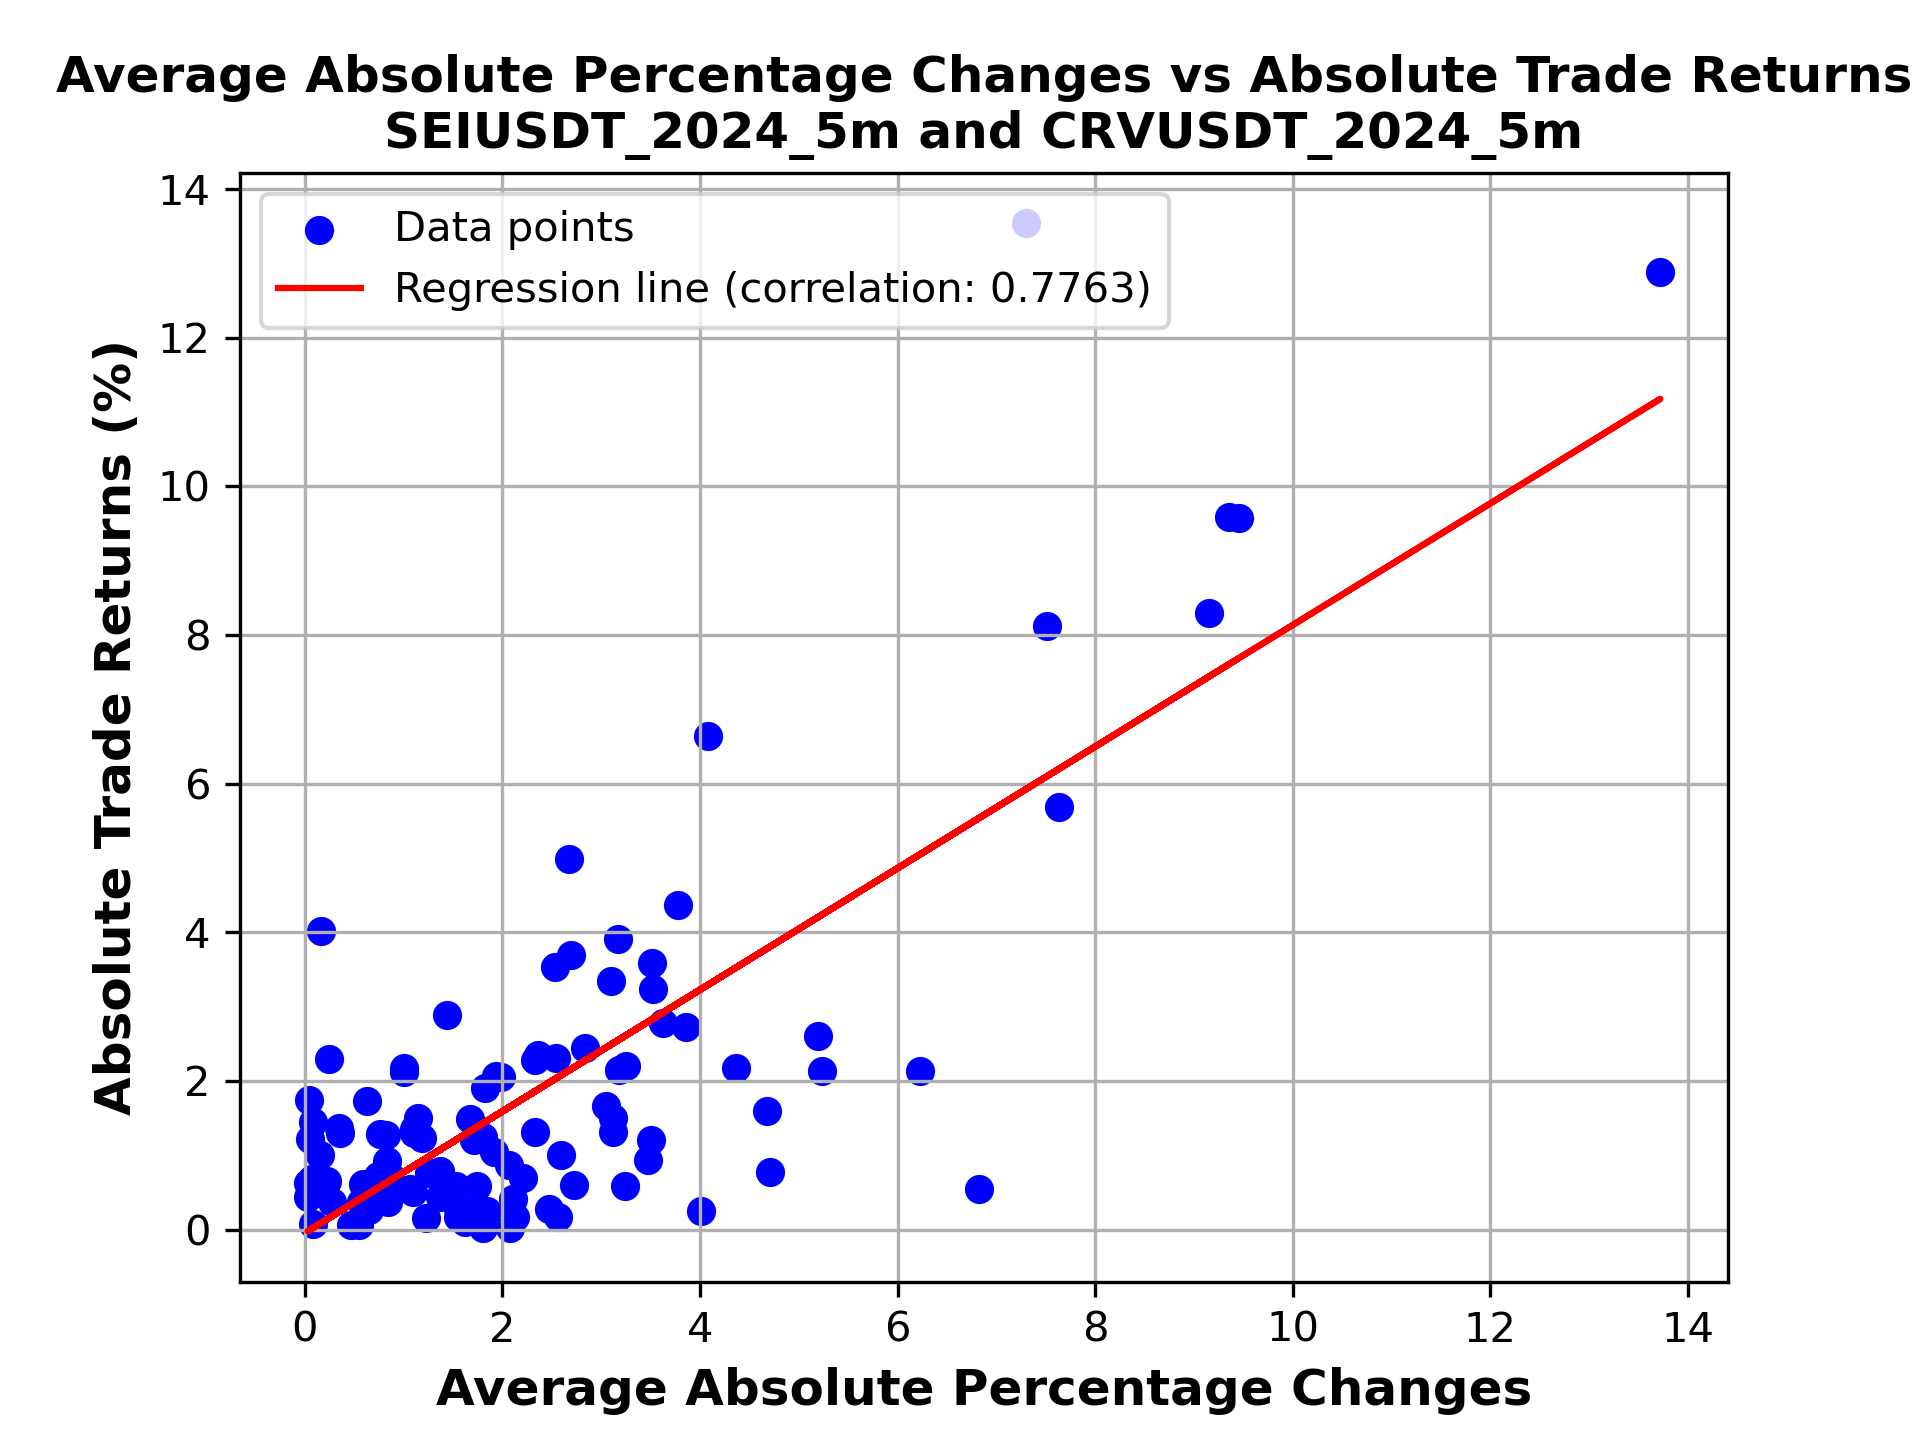 Average Absolute Percentage Changes vs Absolute Trade Returns
SEIUSDT_2024_5m and CRVUSDT_2024_5m
Data points
Regression line (correlation: 0.7763)
Absolute Trade Returns (%)
14
12
10
8
6
4
2
0
0 2 4 6 8 10 12 14
Average Absolute Percentage Changes